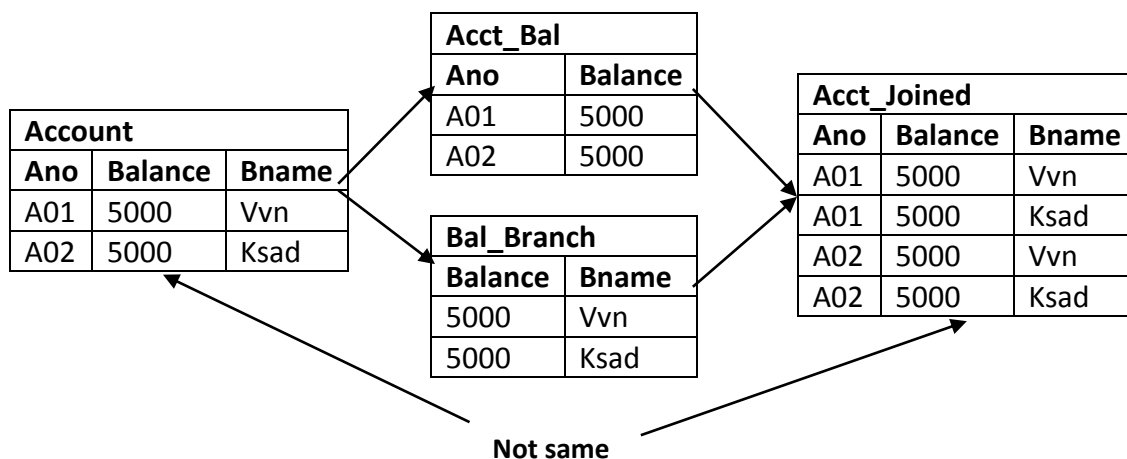 Account
Ano Balance Bname
A01 5000 Vvn
A02 5000 Ksad
Acct_Bal
Ano Balance
A01 5000
A02 5000
Bal_Branch
Balance Bname
5000 Vvn
5000 Ksad
Acct_Joined
Ano Balance Bname
A01 5000 Vvn
A01 5000 Ksad
A02 5000 Vvn
A02 5000 Ksad
Not same